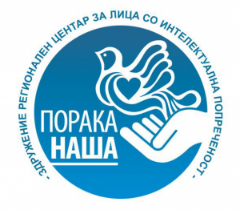 - ЗДРУЖЕНИЕ РЕГИОНАЛЕН ЦЕНТАР ЗА ЛИЦА СО ИНТЕЛЕКТУАЛНА ПОПРЕЧЕНОСТ -
ПОРАКА
НАША